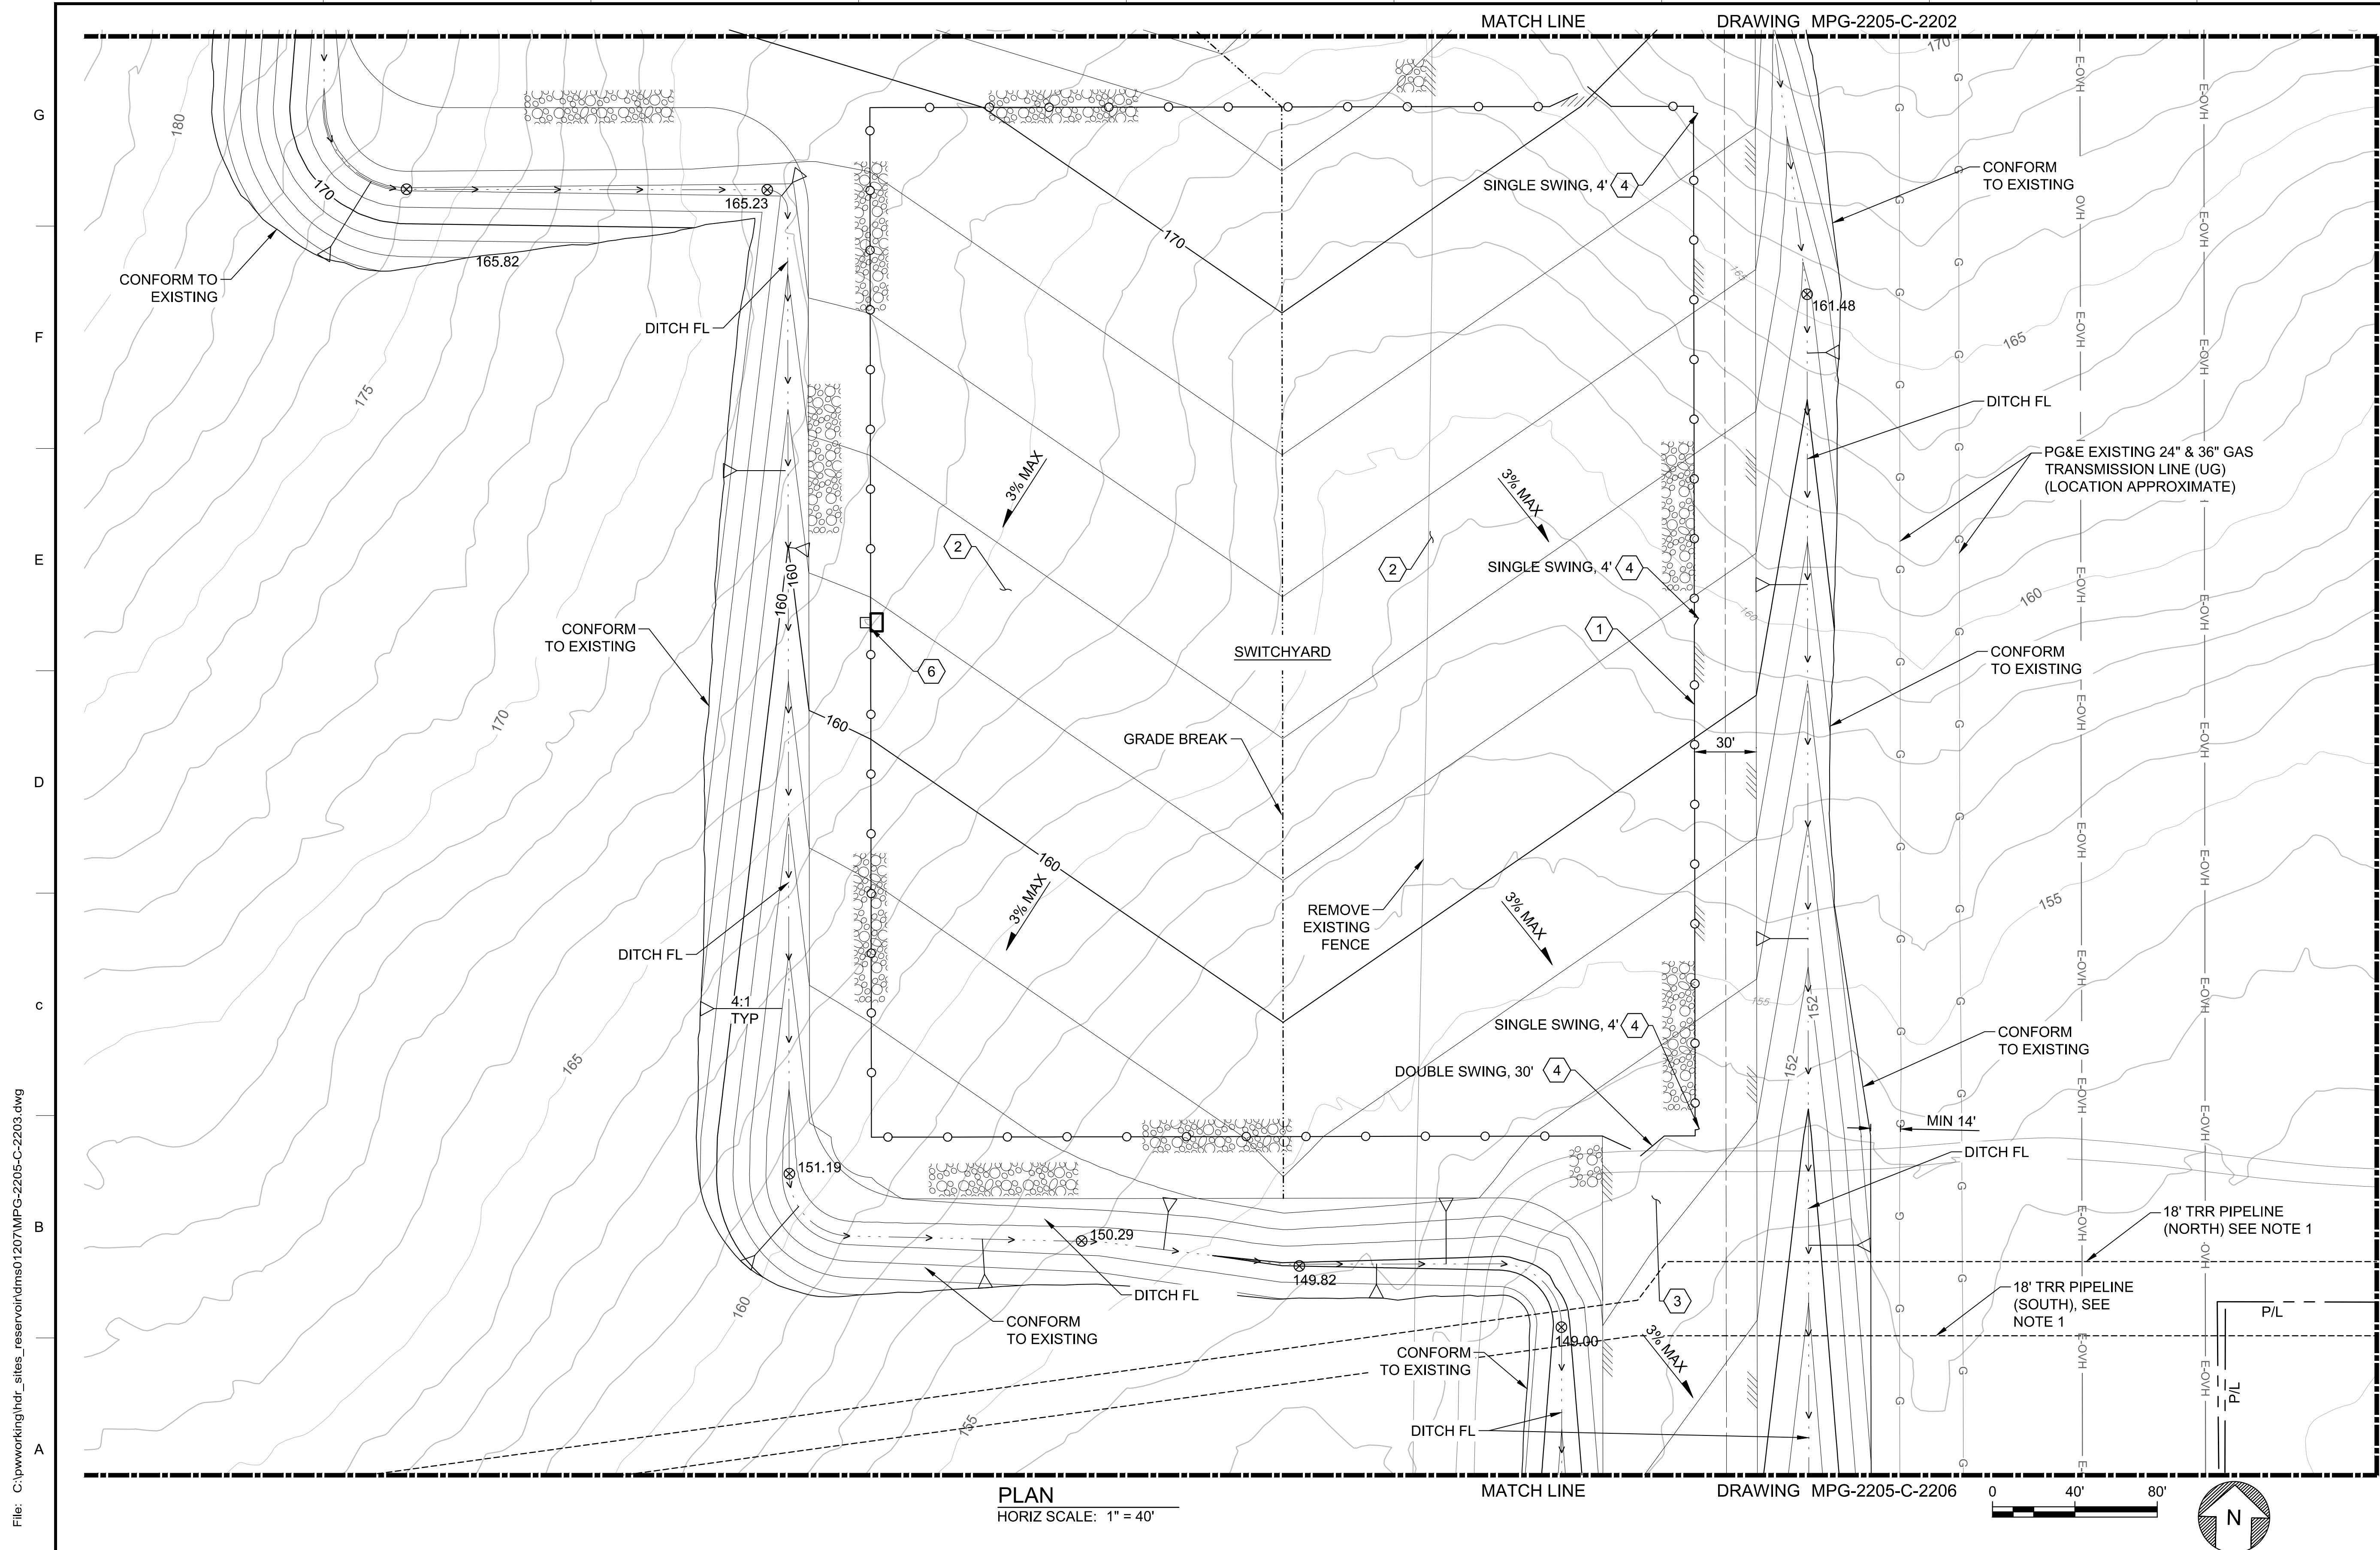 MATCH LINE
DRAWING MPG-2205-C-2202
G
F
E
D
c
B
A
File: C:\pwworking\hdr_sites_reservoir\dms01207\MPG-2205-C-2203.dwg
180
170
165.23
165.82
CONFORM TO
EXISTING
DITCH FL
175
170
SINGLE SWING, 4'
4
170
CONFORM
TO EXISTING
165
161.48
165
DITCH FL
PG&E EXISTING 24" & 36" GAS
TRANSMISSION LINE (UG)
(LOCATION APPROXIMATE)
G
G
E-OVH
E-OVH
OVH
3% MAX
2
3% MAX
2
SINGLE SWING, 4'
4
160
160
CONFORM
TO EXISTING
6
160
SWITCHYARD
1
160
160
CONFORM
TO EXISTING
170
GRADE BREAK
30'
160
3% MAX
REMOVE
EXISTING
FENCE
3% MAX
155
DITCH FL
4:1
TYP
155
152
152
SINGLE SWING, 4'
4
DOUBLE SWING, 30'
4
CONFORM
TO EXISTING
165
MIN 14'
DITCH FL
151.19
150.29
149.82
149.00
18' TRR PIPELINE
(NORTH) SEE NOTE 1
18' TRR PIPELINE
(SOUTH), SEE
NOTE 1
3
DITCH FL
CONFORM
TO EXISTING
160
155
CONFORM
TO EXISTING
3% MAX
DITCH FL
P/L
P/L
PLAN
HORIZ SCALE: 1" = 40'
MATCH LINE
DRAWING MPG-2205-C-2206
0 40' 80'
N